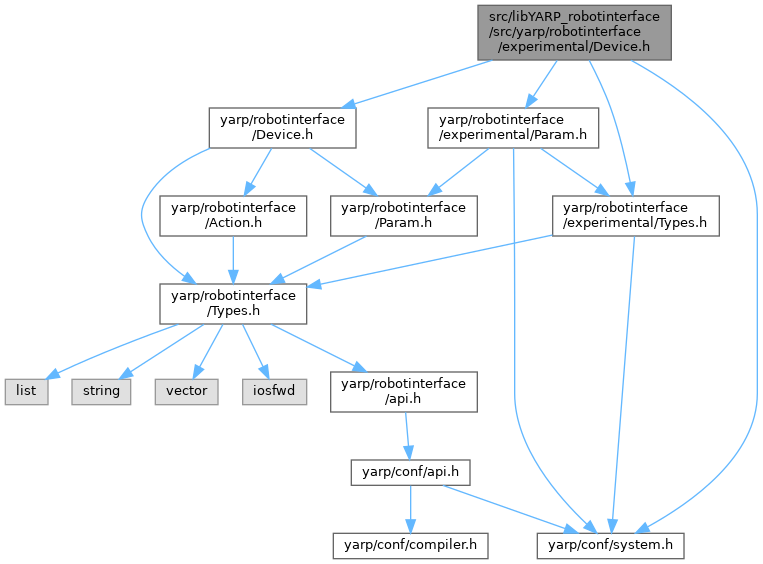 src/libYARP_robotinterface
/src/yarp/robotinterface
/experimental/Device.h
yarp/robotinterface
/Device.h
yarp/robotinterface
/experimental/Param.h
yarp/robotinterface
/Action.h
yarp/robotinterface
/Param.h
yarp/robotinterface
/experimental/Types.h
yarp/robotinterface
/Types.h
list
string
vector
iosfwd
yarp/robotinterface
/api.h
yarp/conf/api.h
yarp/conf/compiler.h
yarp/conf/system.h